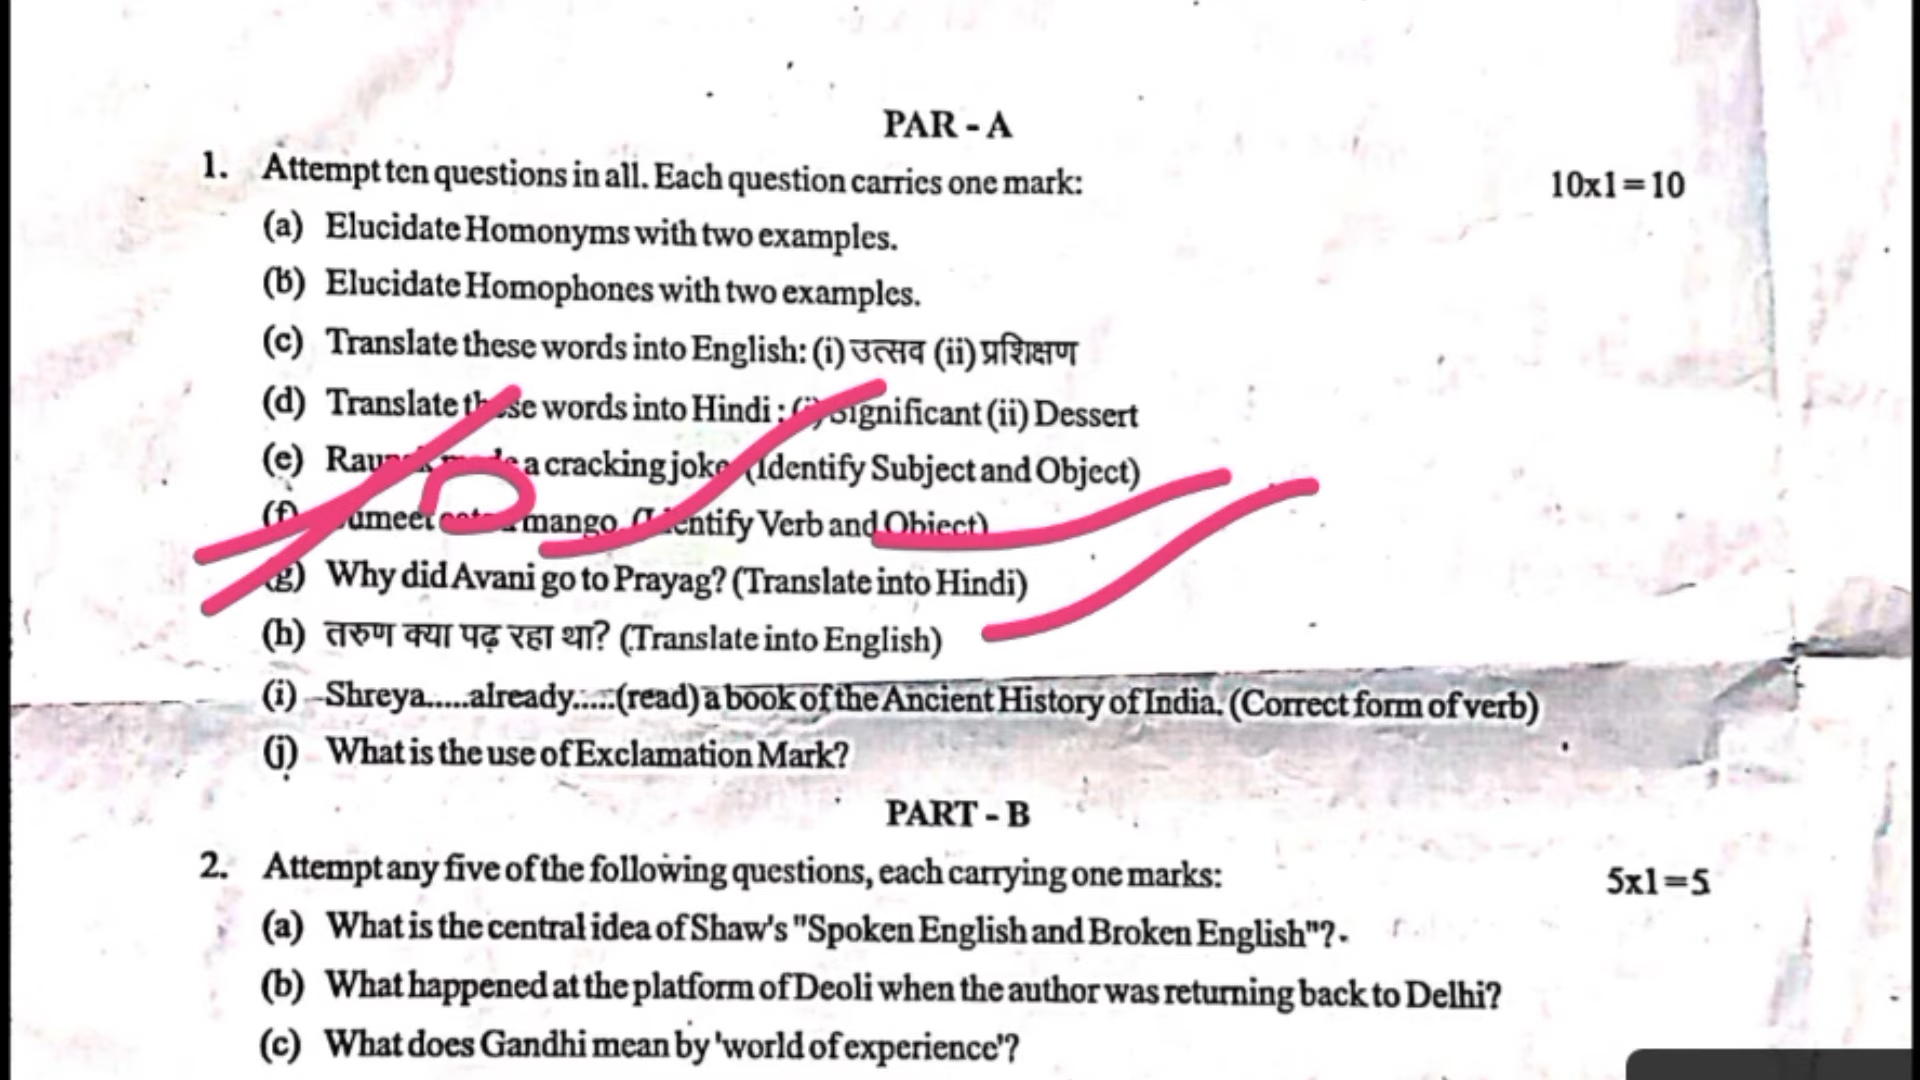 PAR - A
1. Attempt ten questions in all. Each question carries one mark: 10x1=10
(a) Elucidate Homonyms with two examples.
(b) Elucidate Homophones with two examples.
(c) Translate these words into English: (i) उत्सव (ii) प्रशिक्षण
(d) Translate these words into Hindi : (i) Significant (ii) Dessert
(e) a cracking joke. (Identify Subject and Object)
(f) mango. (Identify Verb and Object)
(g) Why did Avani go to Prayag? (Translate into Hindi)
(h) तरुण क्या पढ़ रहा था? (Translate into English)
(i) Shreya.....already.....(read) a book of the Ancient History of India. (Correct form of verb)
(j) What is the use of Exclamation Mark?
PART - B
2. Attempt any five of the following questions, each carrying one marks: 5x1=5
(a) What is the central idea of Shaw's "Spoken English and Broken English"?
(b) What happened at the platform of Deoli when the author was returning back to Delhi?
(c) What does Gandhi mean by 'world of experience'?